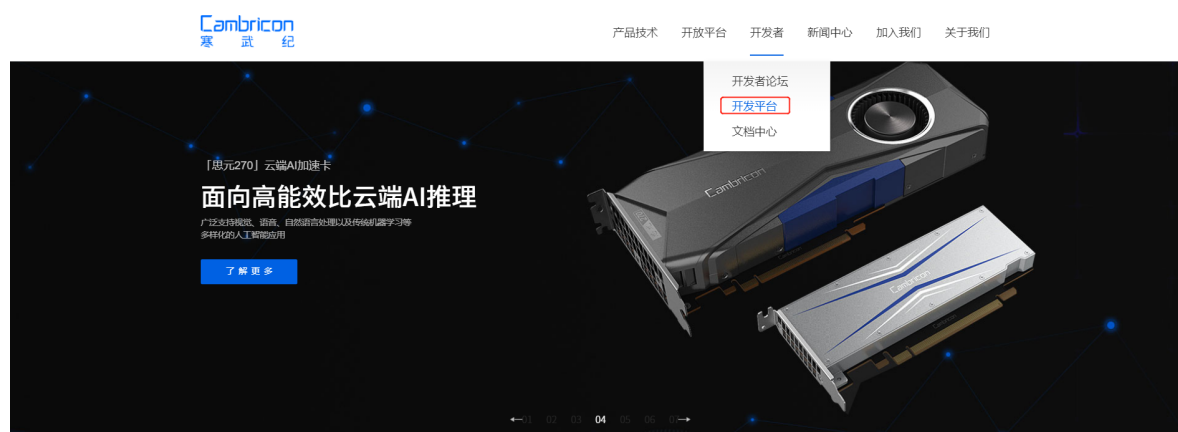 Cambricon
寒武纪
产品技术 开放平台 开发者 新闻中心 加入我们 关于我们
开发者论坛
开发平台
文档中心
「思元270」云端AI加速卡
面向高能效比云端AI推理
广泛支持视觉、语音、自然语言处理以及传统机器学习等
多样化的人工智能应用
了解更多
Cambricon
Cambricon
01 02 03 04 05 06 07